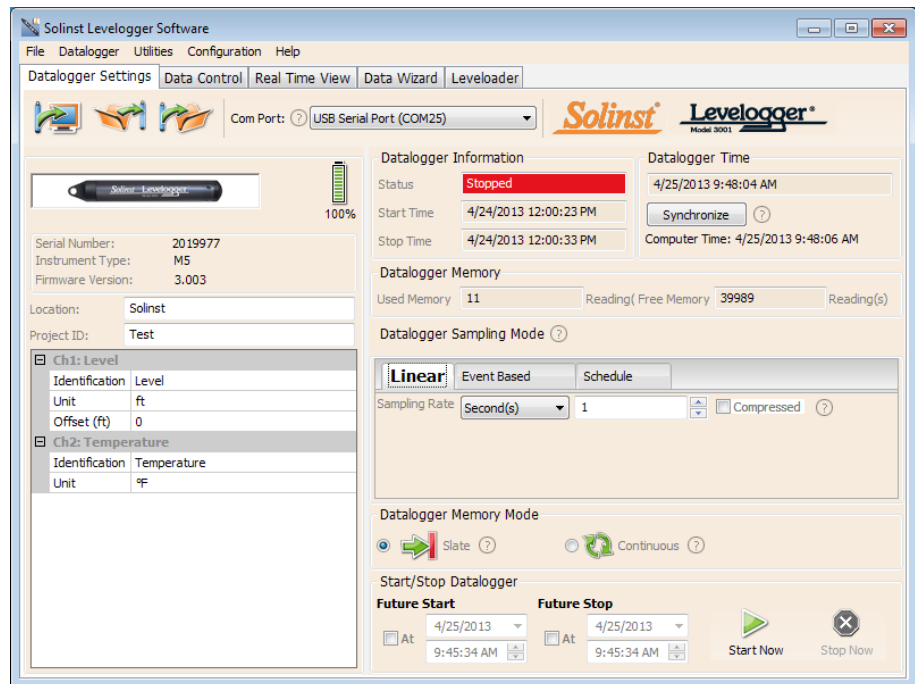 Solinst Levelogger Software
File Datalogger Utilities Configuration Help
Datalogger Settings Data Control Real Time View Data Wizard Leveloader
Com Port: ? USB Serial Port (COM25)
Solinst
Levelogger
Model 3001
Solinst Levelogger
100%
Serial Number: 2019977
Instrument Type: M5
Firmware Version: 3.003
Location: Solinst
Project ID: Test
Ch1: Level
Identification Level
Unit ft
Offset (ft) 0
Ch2: Temperature
Identification Temperature
Unit °F
Datalogger Information
Status Stopped
Start Time 4/24/2013 12:00:23 PM
Stop Time 4/24/2013 12:00:33 PM
Datalogger Time
4/25/2013 9:48:04 AM
Synchronize ?
Computer Time: 4/25/2013 9:48:06 AM
Datalogger Memory
Used Memory 11 Reading( Free Memory 39989 Reading(s)
Datalogger Sampling Mode ?
Linear Event Based Schedule
Sampling Rate Second(s) 1 Compressed ?
Datalogger Memory Mode
Slate ? Continuous ?
Start/Stop Datalogger
Future Start Future Stop
At 4/25/2013 At 4/25/2013
9:45:34 AM 9:45:34 AM
Start Now Stop Now